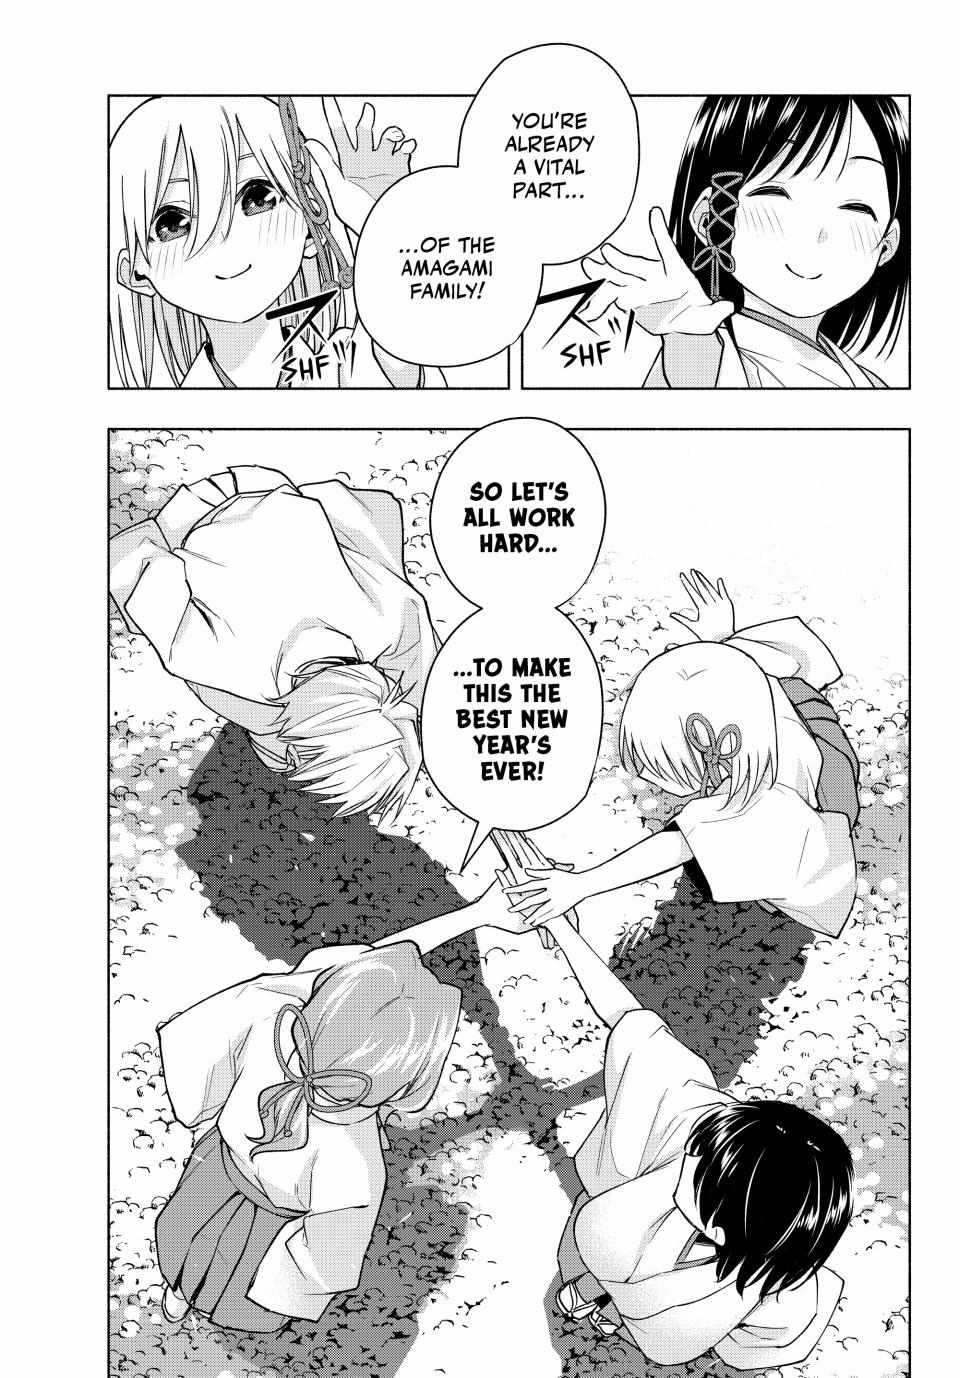 YOU'RE
ALREADY
A VITAL
PART...
...OF THE
AMAGAMI
FAMILY!
SHF
SHF
SO LET'S
ALL WORK
HARD...
...TO MAKE
THIS THE
BEST NEW
YEAR'S
EVER!